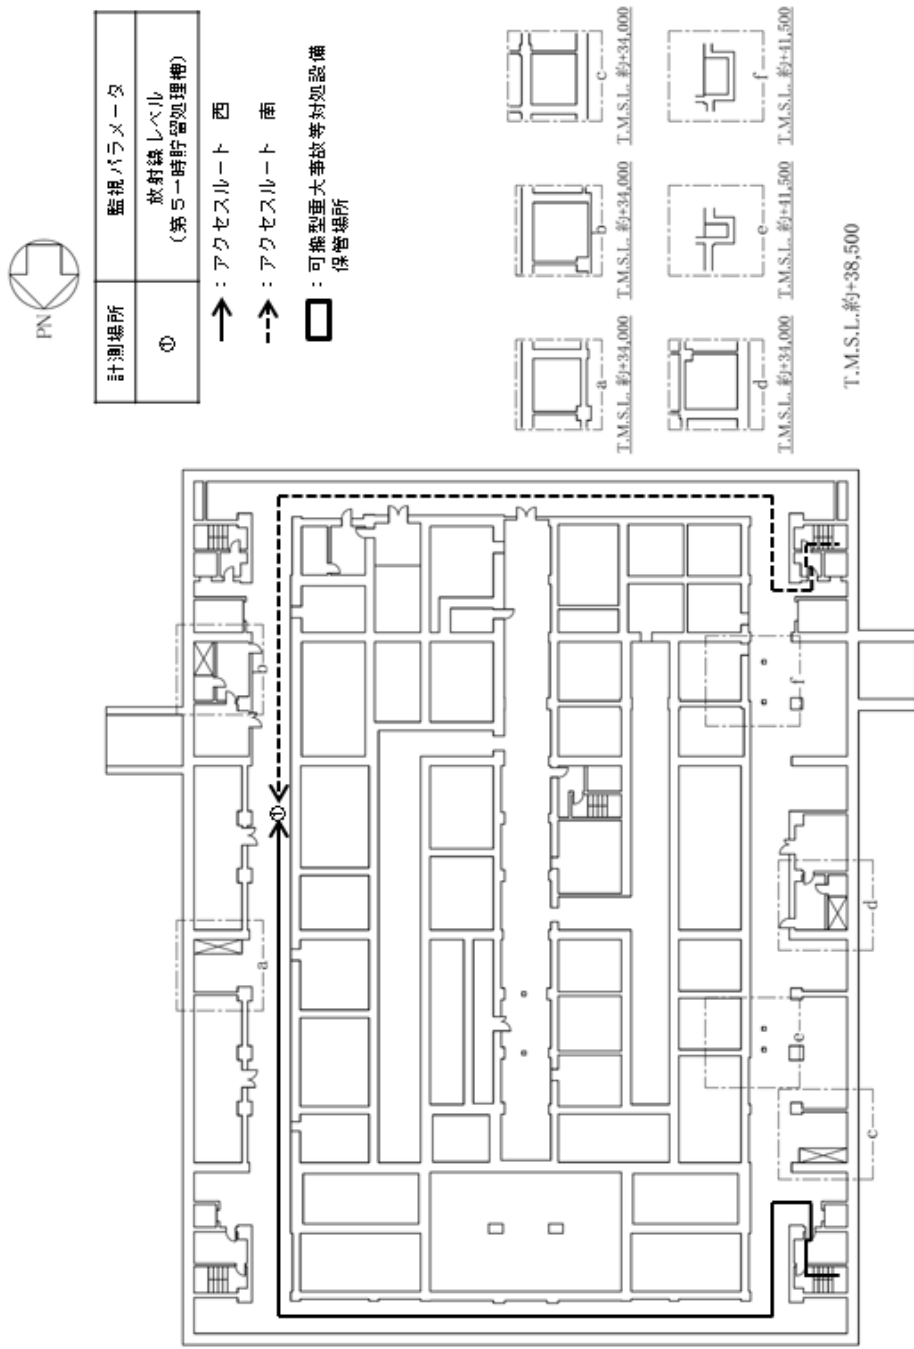 PN
計測場所 監視パラメータ
① 放射線レベル
(第5一時貯留処理槽)
：アクセスルート 西
：アクセスルート 南
：可搬型重大事故等対処設備
保管場所
a
T.M.S.L. 約+34,000
b
T.M.S.L. 約+34,000
c
T.M.S.L. 約+34,000
d
T.M.S.L. 約+34,000
e
T.M.S.L. 約+41,500
f
T.M.S.L. 約+41,500
T.M.S.L.:約+38,500
①
a
b
c
d
e
f